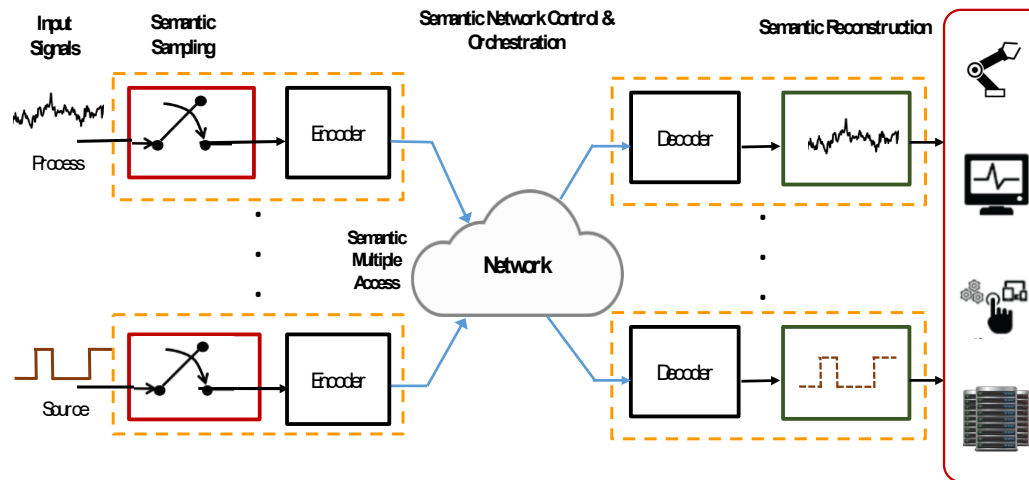 Input
Signals
Semantic
Sampling
Semantic Network Control &
Orchestration
Semantic Reconstruction
Process
Encoder
Decoder
Semantic
Multiple
Access
Network
Source
Encoder
Decoder